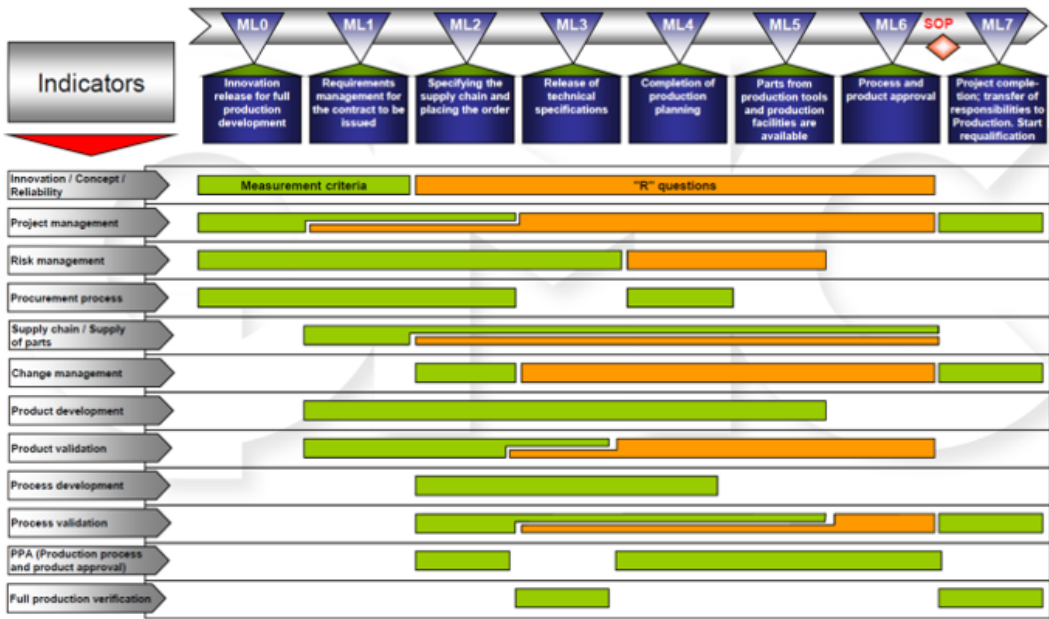 ML0
ML1
ML2
ML3
ML4
ML5
ML6
SOP
ML7
Indicators
Innovation
release for full
production
development
Requirements
management for
the contract to be
issued
Specifying the
supply chain and
placing the order
Release of
technical
specifications
Completion of
production
planning
Parts from
production tools
and production
facilities are
available
Process and
product approval
Project comple-
tion; transfer of
responsibilities to
Production. Start
requalification
Innovation / Concept /
Reliability
Measurement criteria
"R" questions
Project management
Risk management
Procurement process
Supply chain / Supply
of parts
Change management
Product development
Product validation
Process development
Process validation
PPA (Production process
and product approval)
Full production verification